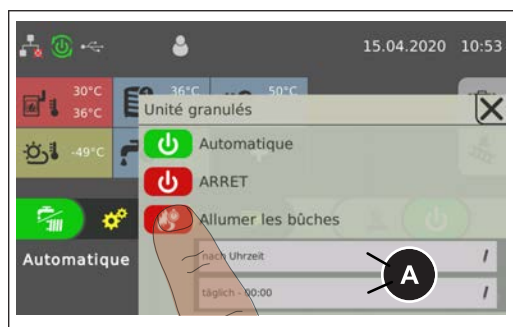 15.04.2020 10:53
30°C
36°C
36°C
50°C
-49°C
Unité granulés
Automatique
ARRET
Allumer les bûches
nach Uhrzeit
täglich - 00:00
Automatique
A